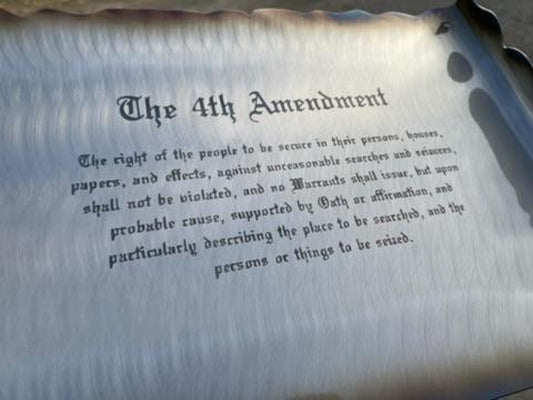 The 4th Amendment
The right of the people to be secure in their persons, houses,
papers, and effects, against unreasonable searches and seizures,
shall not be violated, and no Warrants shall issue, but upon
probable cause, supported by Oath or affirmation, and
particularly describing the place to be searched, and the
persons or things to be seized.